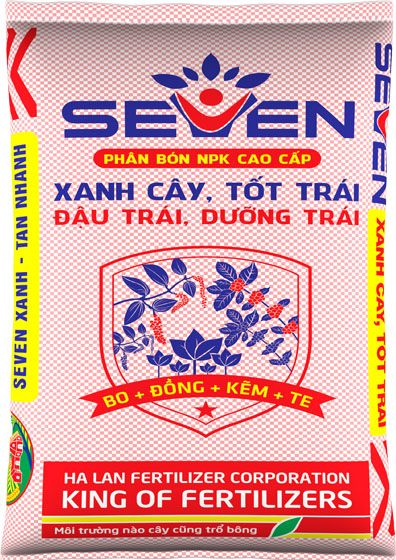 SEVEN
PHÂN BÓN NPK CAO CẤP
XANH CÂY, TỐT TRÁI
ĐẬU TRÁI, DƯỠNG TRÁI
BO + ĐỒNG + KẼM + TE
HA LAN FERTILIZER CORPORATION
KING OF FERTILIZERS
Môi trường nào cây cũng trổ bông
SEVEN XANH - TAN NHANH
K
SEVEN
XANH CÂY, TỐT TRÁI